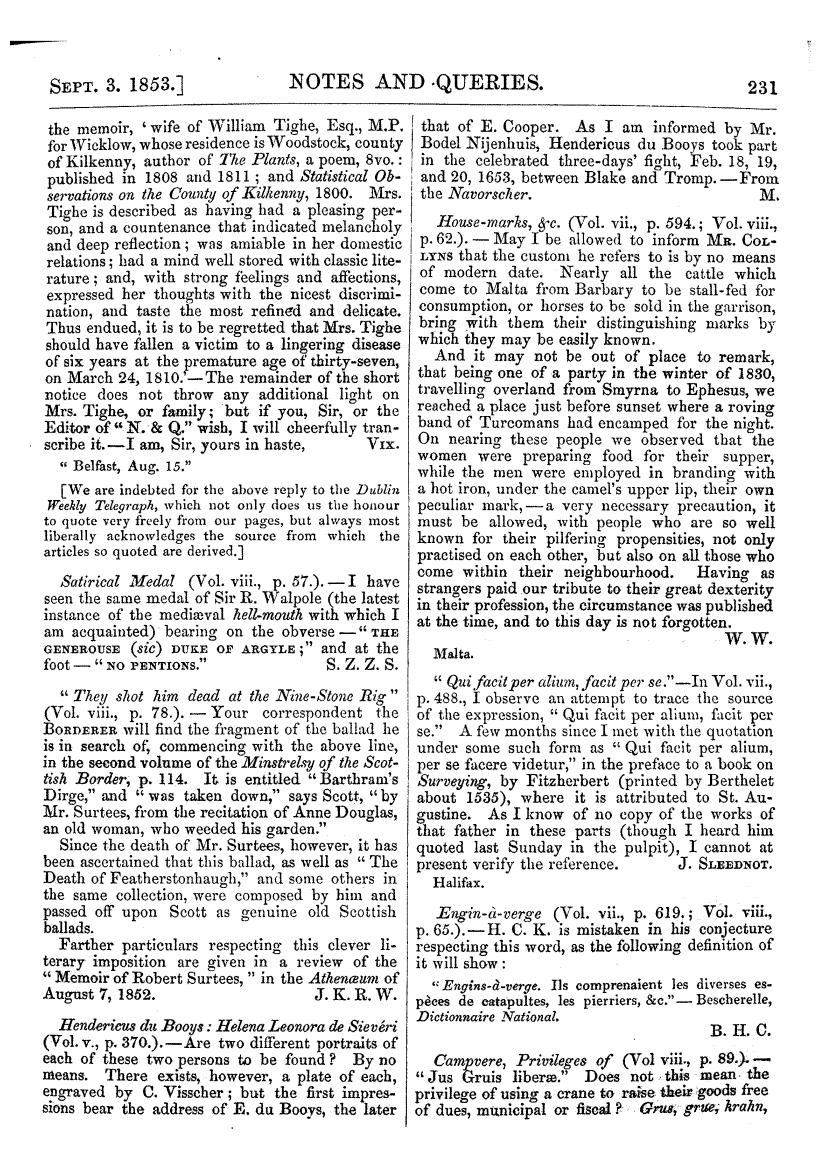 SEPT. 3. 1853.] NOTES AND QUERIES. 231
the memoir, ‘wife of William Tighe, Esq., M.P.
for Wicklow, whose residence is Woodstock, county
of Kilkenny, author of The Plants, a poem, 8vo.:
published in 1808 and 1811; and Statistical Ob-
servations on the County of Kilkenny, 1800. Mrs.
Tighe is described as having had a pleasing per-
son, and a countenance that indicated melancholy
and deep reflection; was amiable in her domestic
relations; had a mind well stored with classic lite-
rature; and, with strong feelings and affections,
expressed her thoughts with the nicest discrimi-
nation, and taste the most refined and delicate.
Thus endued, it is to be regretted that Mrs. Tighe
should have fallen a victim to a lingering disease
of six years at the premature age of thirty-seven,
on March 24, 1810.’—The remainder of the short
notice does not throw any additional light on
Mrs. Tighe, or family; but if you, Sir, or the
Editor of “N. & Q.” wish, I will cheerfully tran-
scribe it.—I am, Sir, yours in haste, VIX.
“Belfast, Aug. 15.”
[We are indebted for the above reply to the Dublin
Weekly Telegraph, which not only does us the honour
to quote very freely from our pages, but always most
liberally acknowledges the source from which the
articles so quoted are derived.]
Satirical Medal (Vol. viii., p. 57.).—I have
seen the same medal of Sir R. Walpole (the latest
instance of the mediæval hell-mouth with which I
am acquainted) bearing on the obverse—“THE
GENEROUSE (sic) DUKE OF ARGYLE;” and at the
foot—“NO PENTIONS.” S. Z. Z. S.
“They shot him dead at the Nine-Stone Rig”
(Vol. viii., p. 78.).—Your correspondent the
BORDERER will find the fragment of the ballad he
is in search of, commencing with the above line,
in the second volume of the Minstrelsy of the Scot-
tish Border, p. 114. It is entitled “Barthram's
Dirge,” and “was taken down,” says Scott, “by
Mr. Surtees, from the recitation of Anne Douglas,
an old woman, who weeded his garden.”
Since the death of Mr. Surtees, however, it has
been ascertained that this ballad, as well as “The
Death of Featherstonhaugh,” and some others in
the same collection, were composed by him and
passed off upon Scott as genuine old Scottish
ballads.
Farther particulars respecting this clever li-
terary imposition are given in a review of the
“Memoir of Robert Surtees,” in the Athenæum of
August 7, 1852. J. K. R. W.
Hendericus du Booys: Helena Leonora de Sievéri
(Vol. v., p. 370.).—Are two different portraits of
each of these two persons to be found? By no
means. There exists, however, a plate of each,
engraved by C. Visscher; but the first impres-
sions bear the address of E. du Booys, the later
that of E. Cooper. As I am informed by Mr.
Bodel Nijenhuis, Hendericus du Booys took part
in the celebrated three-days' fight, Feb. 18, 19,
and 20, 1653, between Blake and Tromp.—From
the Navorscher. M.
House-marks, &c. (Vol. vii., p. 594.; Vol. viii.,
p. 62.).—May I be allowed to inform MR. COL-
LYNS that the custom he refers to is by no means
of modern date. Nearly all the cattle which
come to Malta from Barbary to be stall-fed for
consumption, or horses to be sold in the garrison,
bring with them their distinguishing marks by
which they may be easily known.
And it may not be out of place to remark,
that being one of a party in the winter of 1830,
travelling overland from Smyrna to Ephesus, we
reached a place just before sunset where a roving
band of Turcomans had encamped for the night.
On nearing these people we observed that the
women were preparing food for their supper,
while the men were employed in branding with
a hot iron, under the camel's upper lip, their own
peculiar mark,—a very necessary precaution, it
must be allowed, with people who are so well
known for their pilfering propensities, not only
practised on each other, but also on all those who
come within their neighbourhood. Having as
strangers paid our tribute to their great dexterity
in their profession, the circumstance was published
at the time, and to this day is not forgotten.
W. W.
Malta.
“Qui facit per alium, facit per se.”—In Vol. vii.,
p. 488., I observe an attempt to trace the source
of the expression, “Qui facit per alium, facit per
se.” A few months since I met with the quotation
under some such form as “Qui facit per alium,
per se facere videtur,” in the preface to a book on
Surveying, by Fitzherbert (printed by Berthelet
about 1535), where it is attributed to St. Au-
gustine. As I know of no copy of the works of
that father in these parts (though I heard him
quoted last Sunday in the pulpit), I cannot at
present verify the reference. J. SLEEDNOT.
Halifax.
Engin-à-verge (Vol. vii., p. 619.; Vol. viii.,
p. 65.).—H. C. K. is mistaken in his conjecture
respecting this word, as the following definition of
it will show:
“Engins-à-verge. Ils comprenaient les diverses es-
pèces de catapultes, les pierriers, &c.”—Bescherelle,
Dictionnaire National.
B. H. C.
Campvere, Privileges of (Vol viii., p. 89.).—
“Jus Gruis liberæ.” Does not this mean the
privilege of using a crane to raise their goods free
of dues, municipal or fiscal? Grus, grue, krahn,